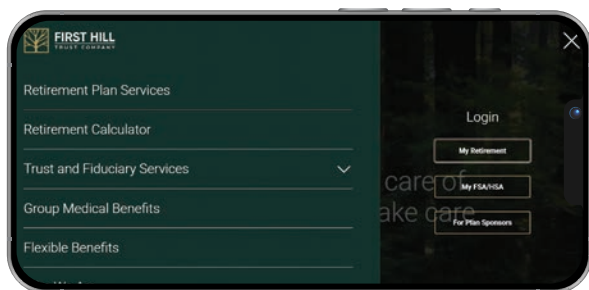 FIRST HILL
TRUST COMPANY
Retirement Plan Services
Retirement Calculator
Trust and Fiduciary Services
Group Medical Benefits
Flexible Benefits
Login
My Retirement
My FSA/HSA
For Plan Sponsors
care of
ake care